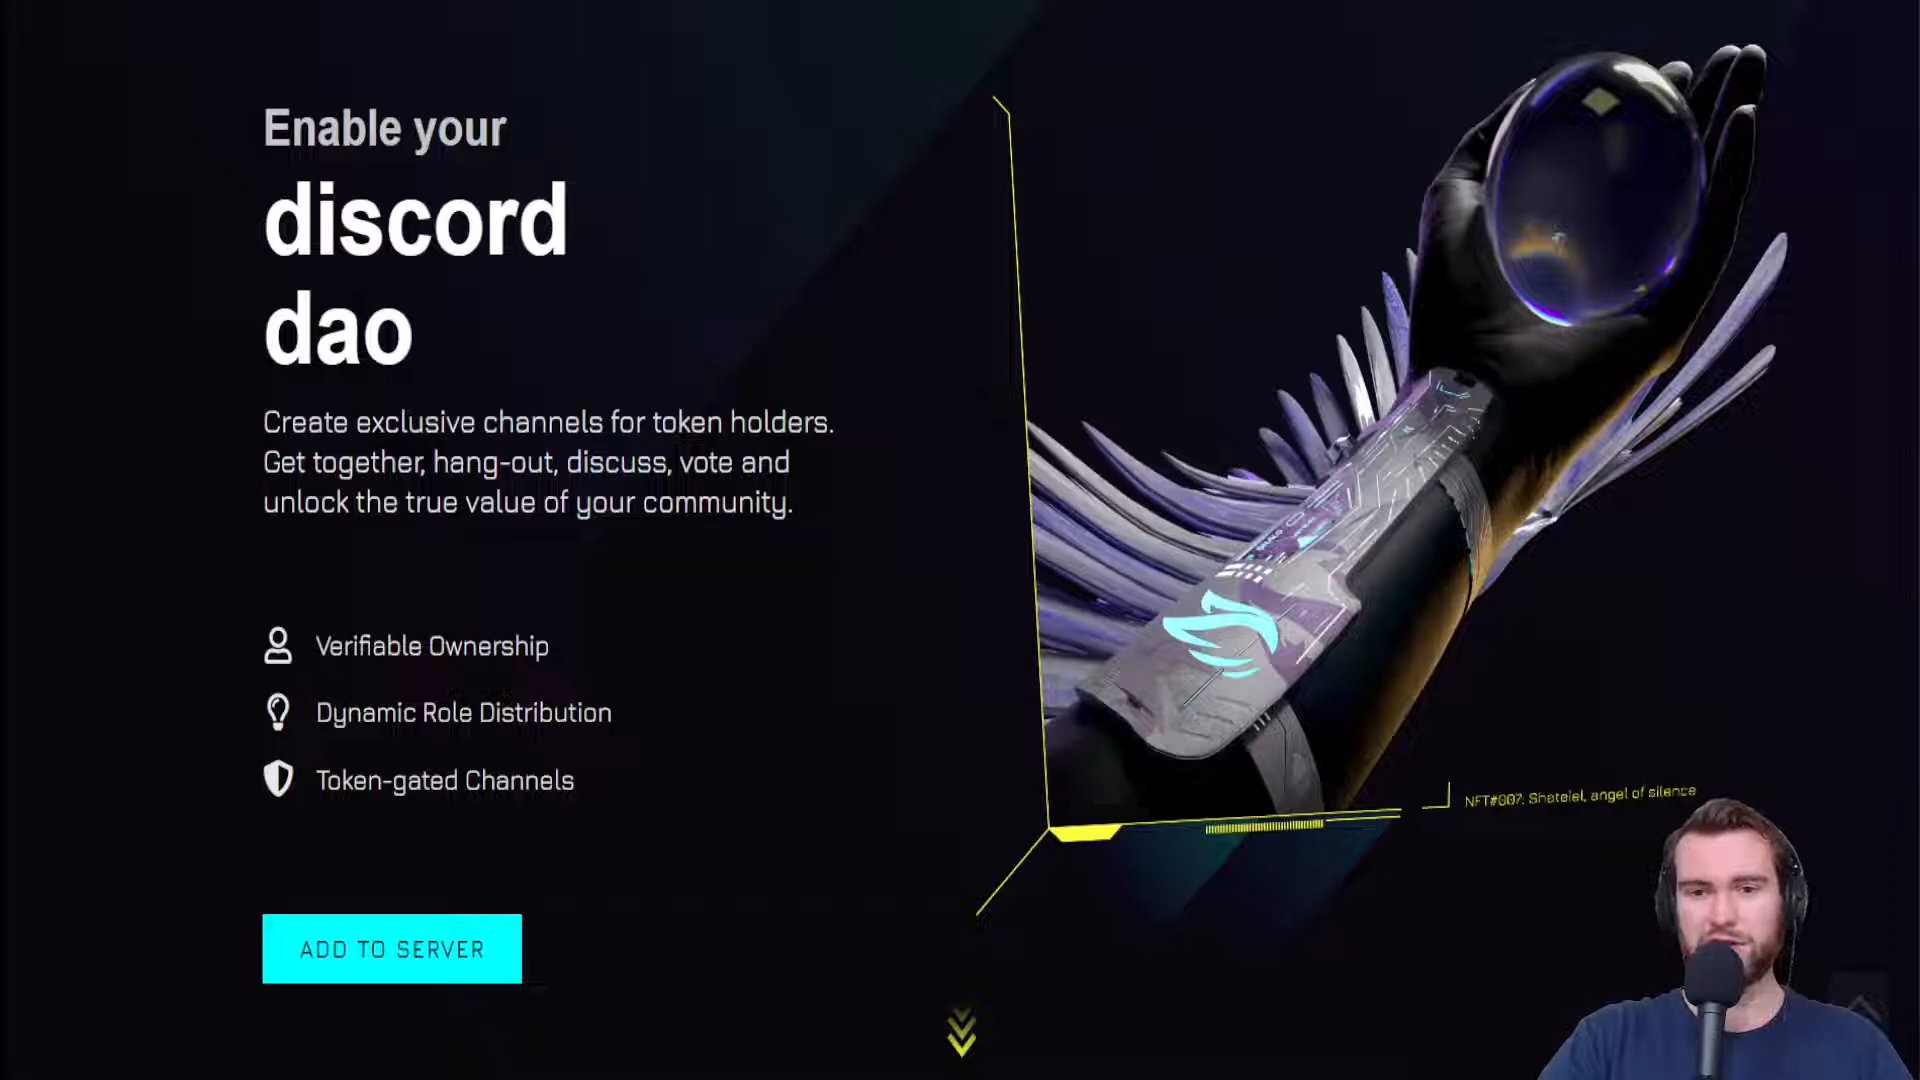 Enable your
discord
dao
Create exclusive channels for token holders.
Get together, hang-out, discuss, vote and
unlock the true value of your community.
Verifiable Ownership
Dynamic Role Distribution
Token-gated Channels
ADD TO SERVER
NFT#007: Shateiel, angel of silence